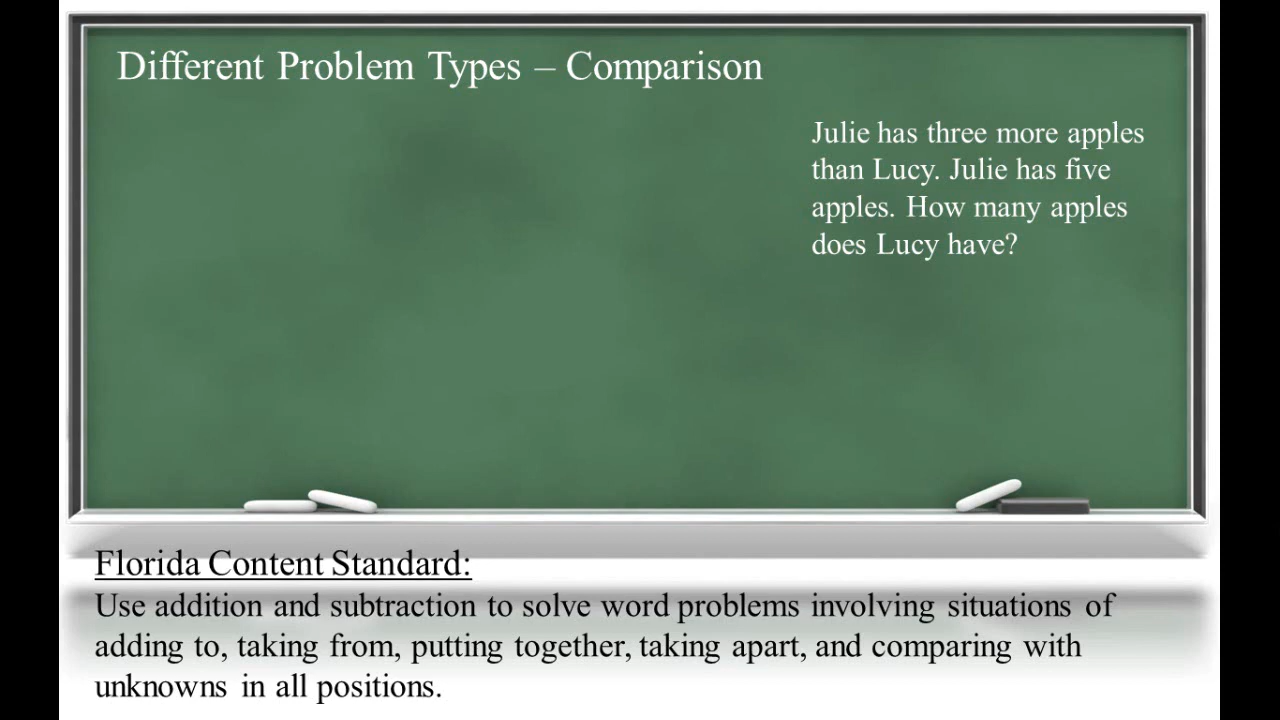 Different Problem Types – Comparison
Julie has three more apples
than Lucy. Julie has five
apples. How many apples
does Lucy have?
Florida Content Standard:
Use addition and subtraction to solve word problems involving situations of
adding to, taking from, putting together, taking apart, and comparing with
unknowns in all positions.